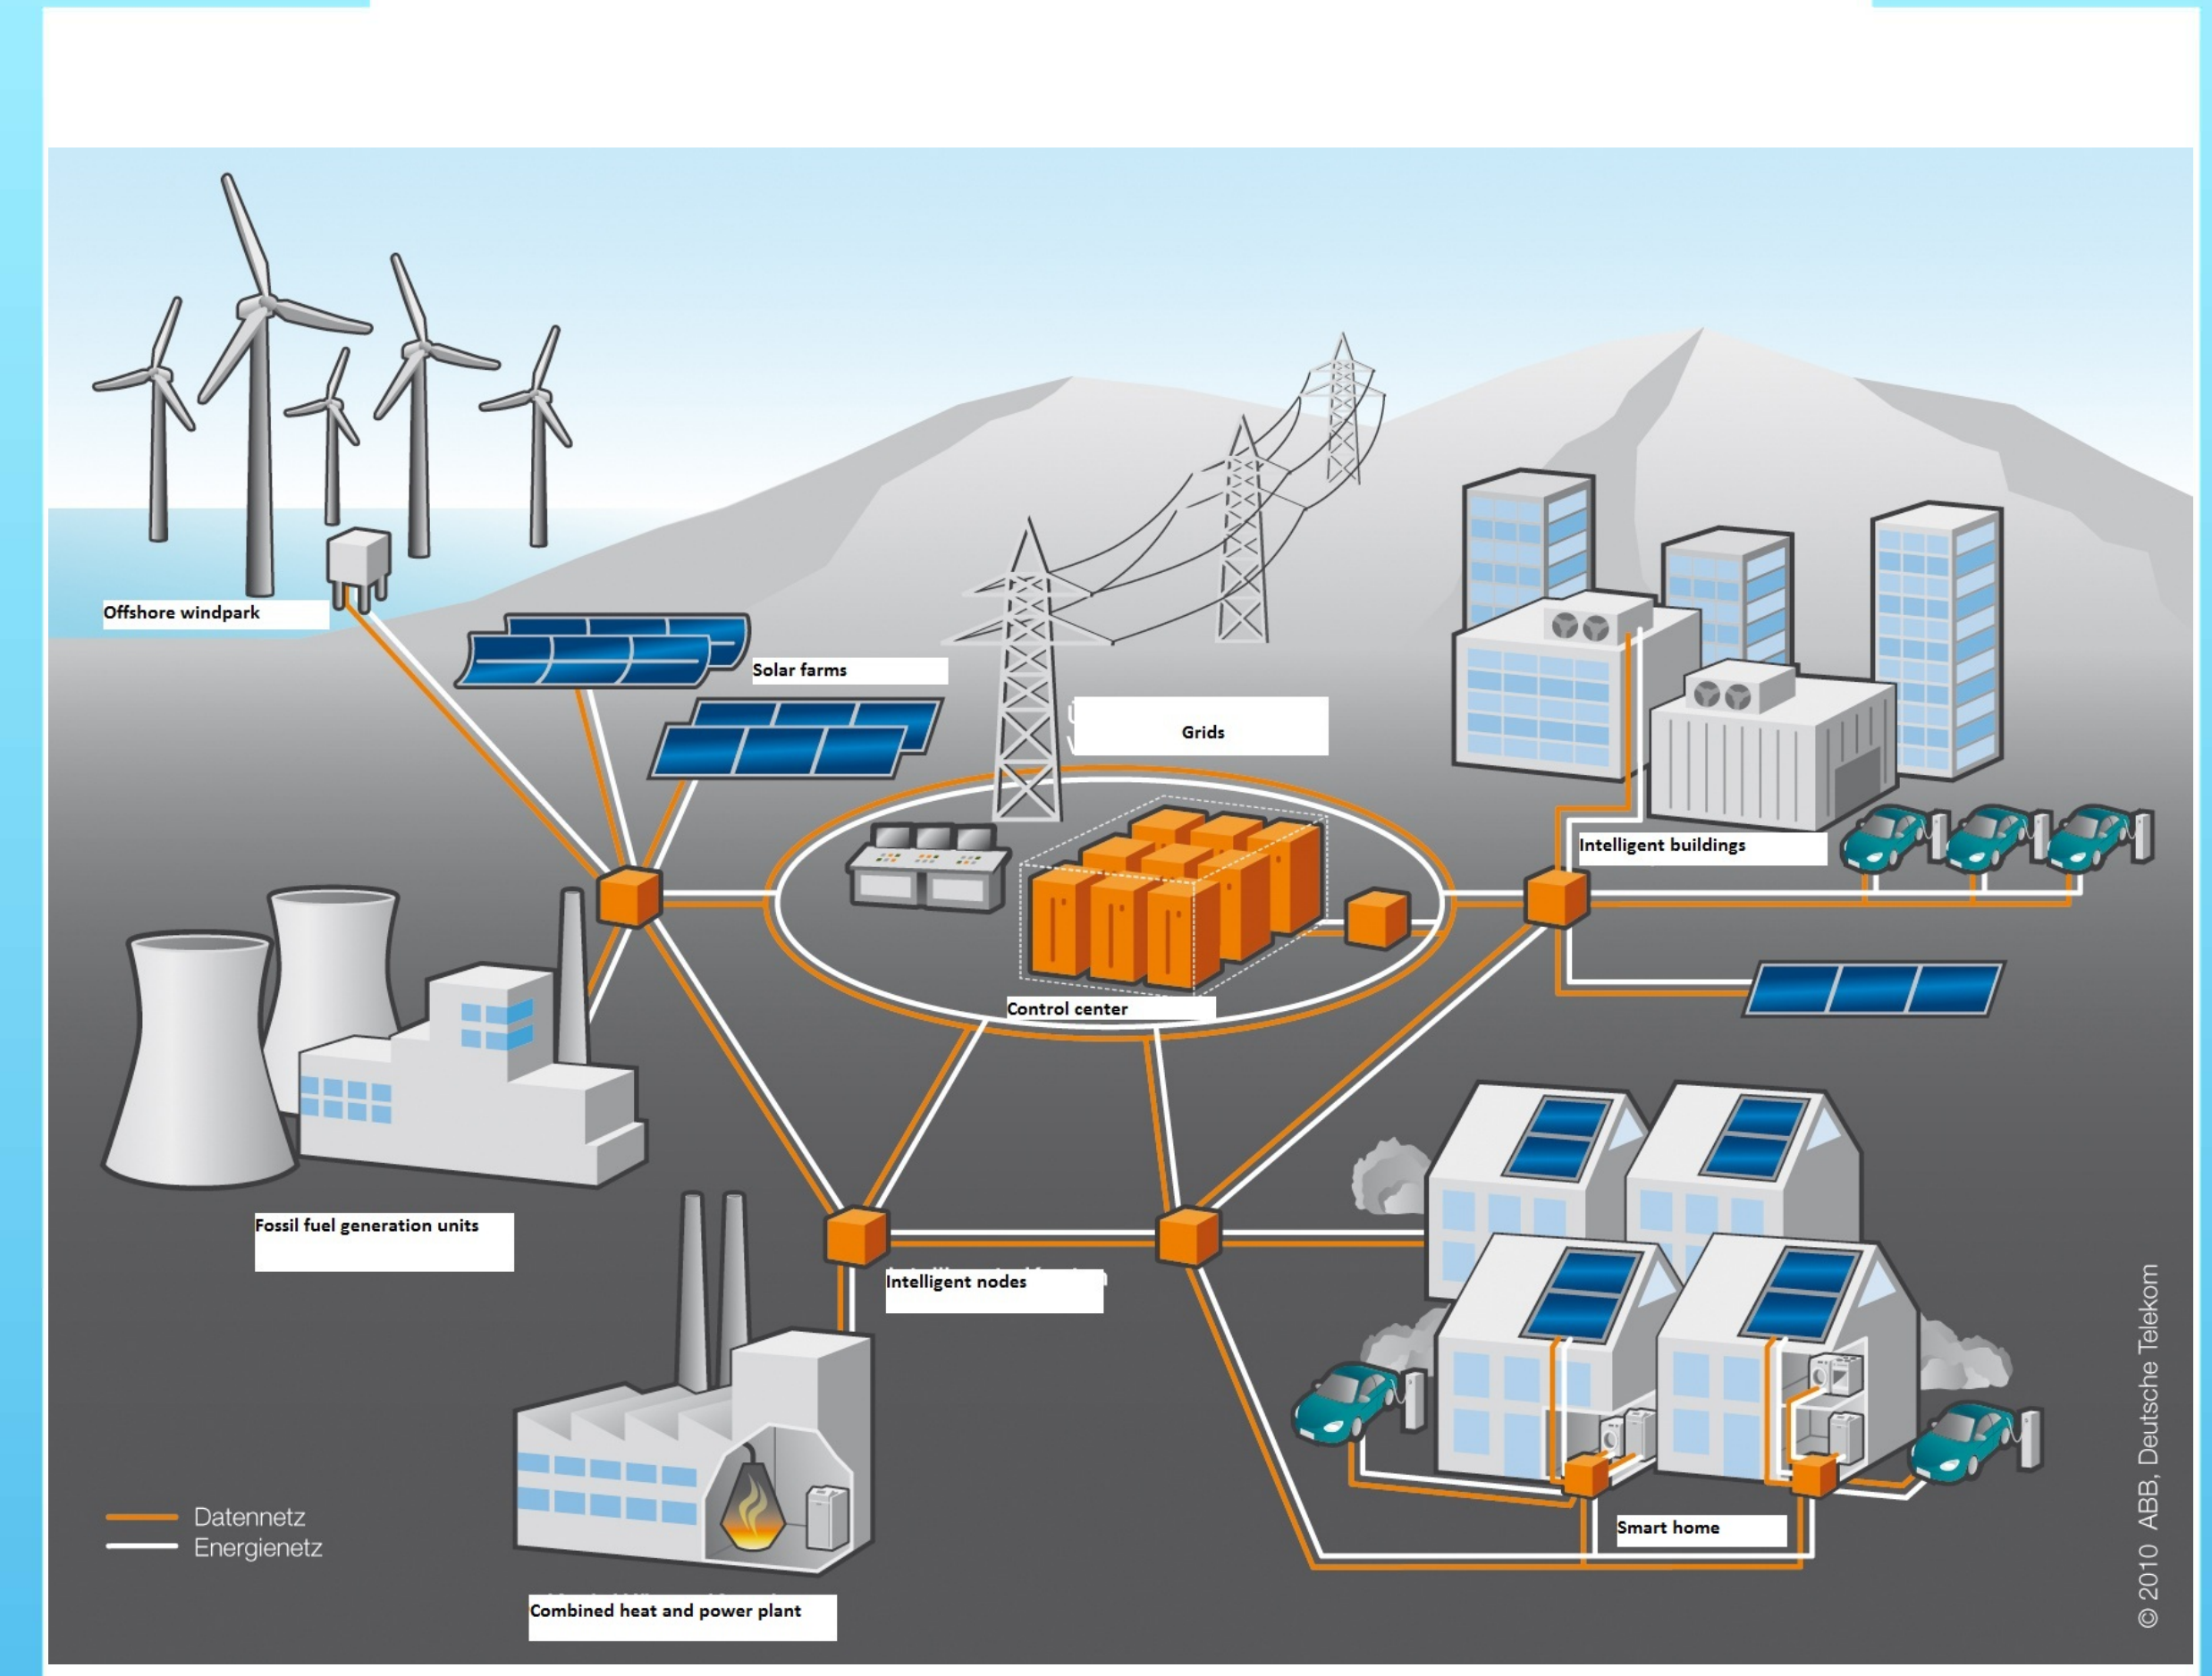 Offshore windpark
Solar farms
Grids
Intelligent buildings
Control center
Fossil fuel generation units
Intelligent nodes
Datennetz
Energienetz
Smart home
Combined heat and power plant
© 2010 ABB, Deutsche Telekom